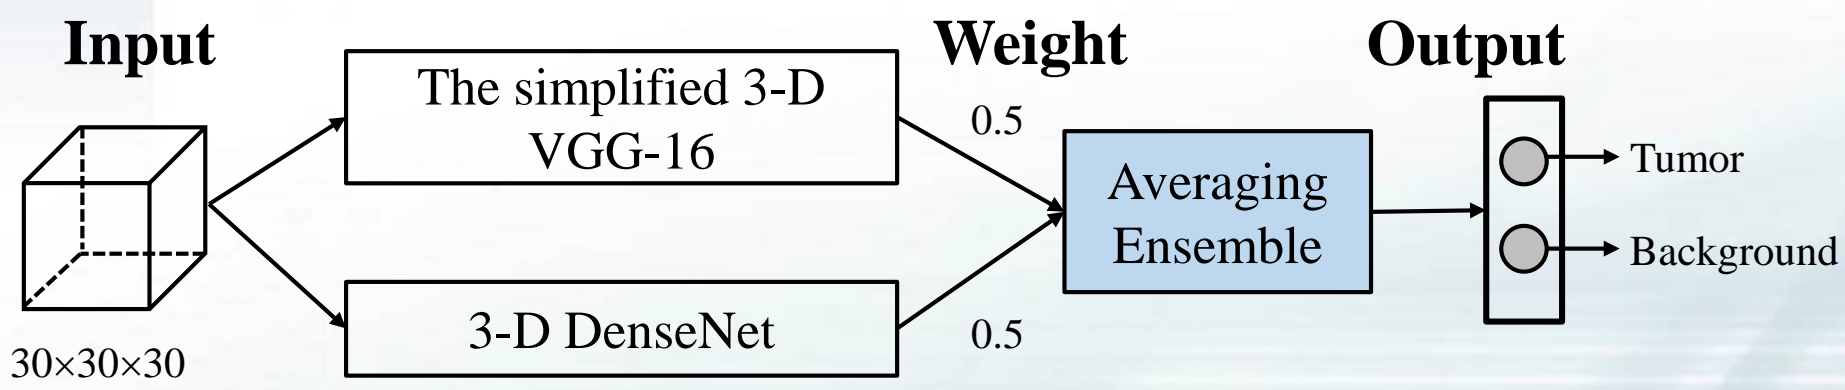 Input
Weight
Output
The simplified 3-D
VGG-16
0.5
Averaging
Ensemble
Tumor
Background
3-D DenseNet
0.5
30×30×30